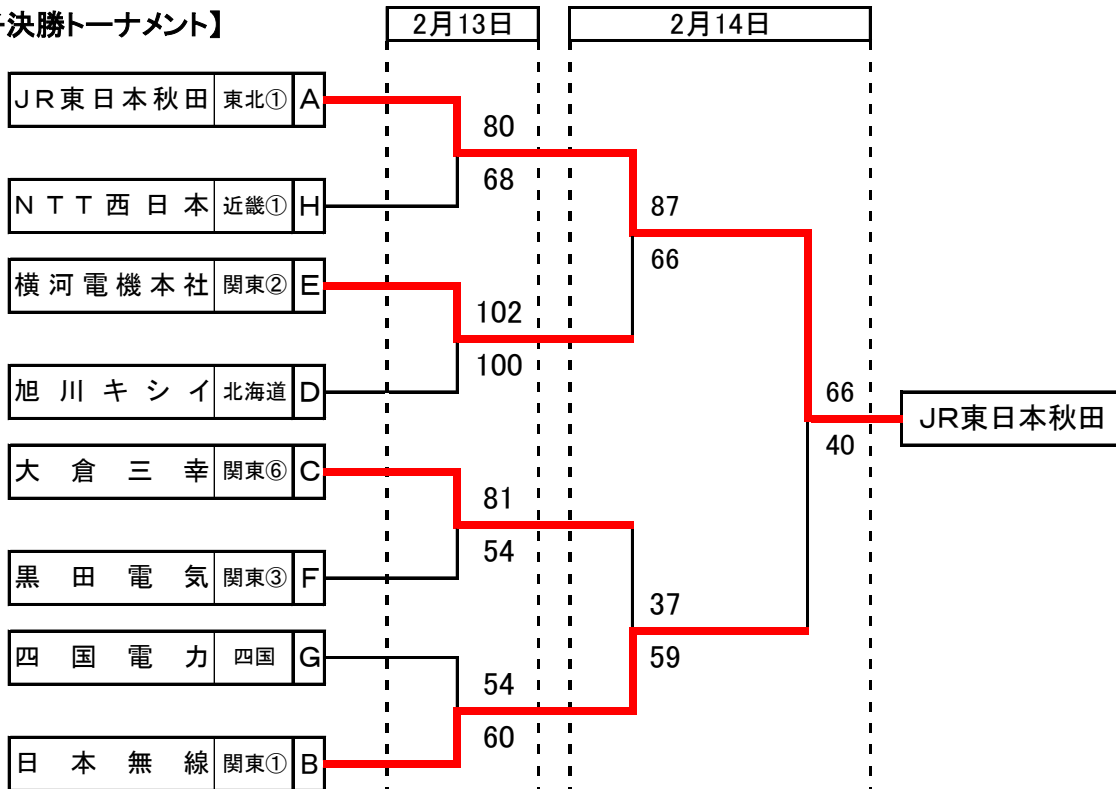 決勝トーナメント】
2月13日
2月14日
JR東日本秋田 東北① A
80
68
NTT西日本 近畿① H
87
66
横河電機本社 関東② E
102
100
旭川キシイ 北海道 D
66
40
JR東日本秋田
大倉三幸 関東⑥ C
81
54
黒田電気 関東③ F
37
59
四国電力 四国 G
54
60
日本無線 関東① B